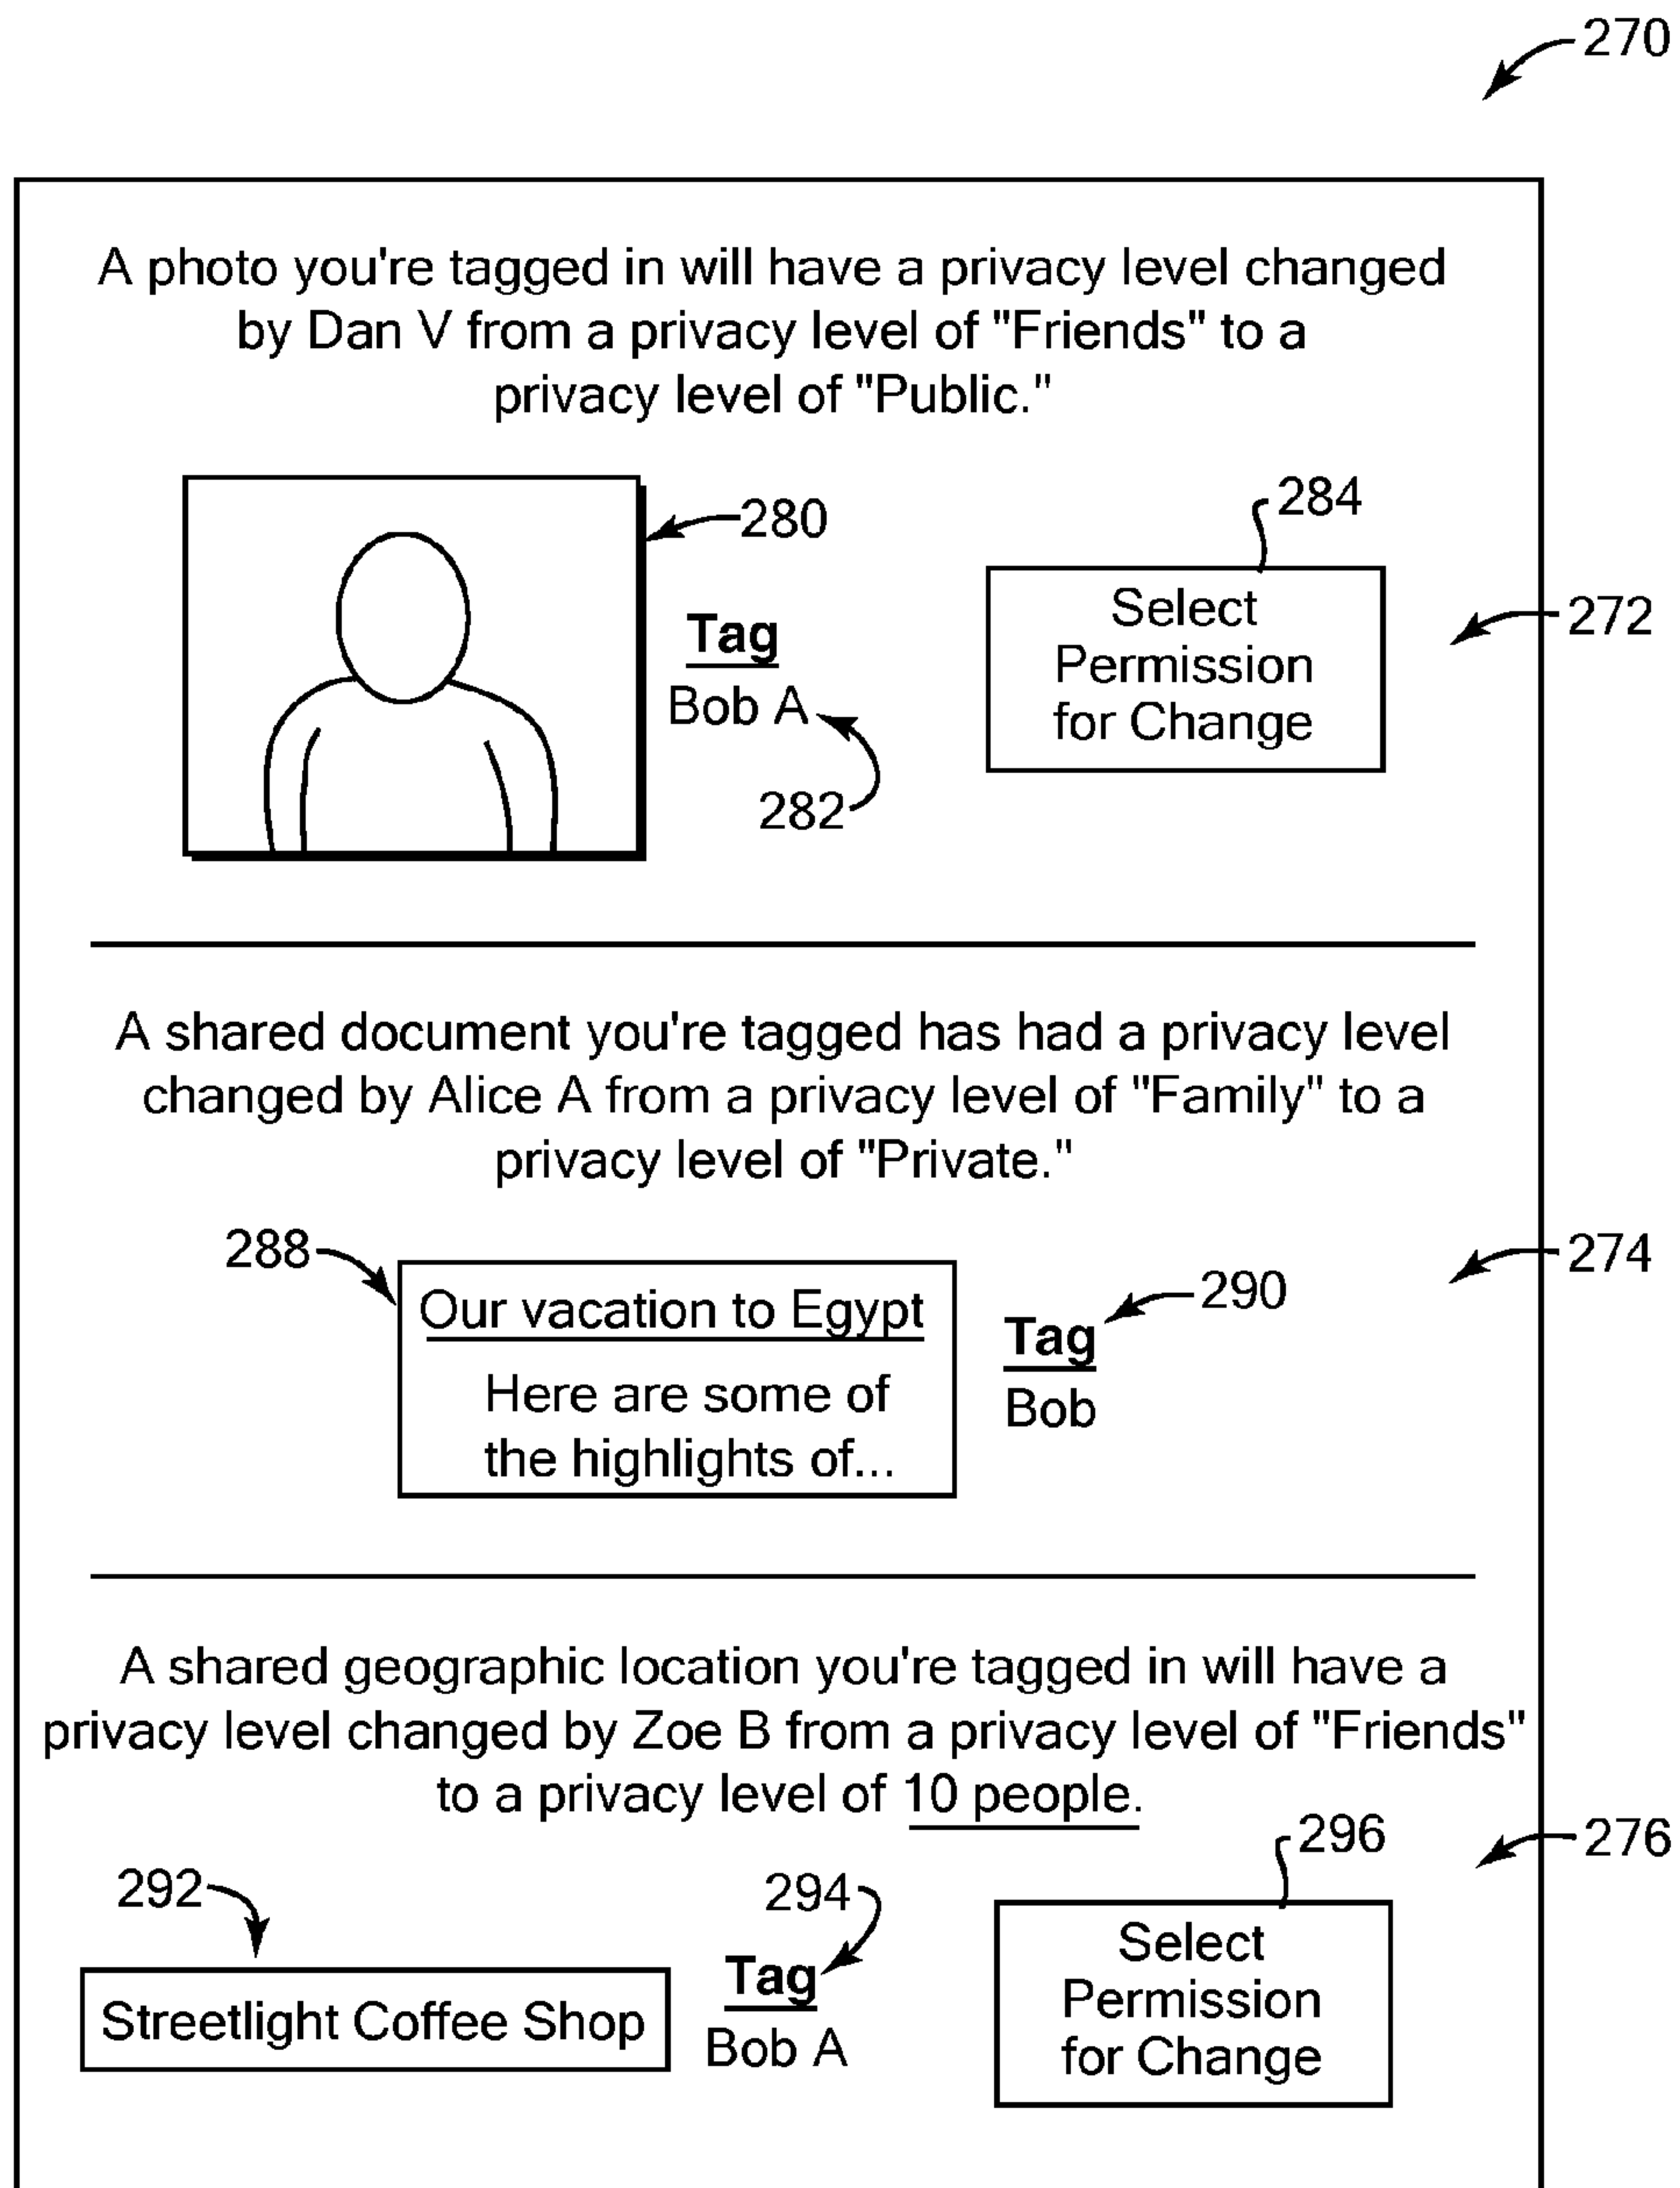 270
A photo you're tagged in will have a privacy level changed
by Dan V from a privacy level of "Friends" to a
privacy level of "Public."
280
284
Select
Permission
for Change
272
Tag
Bob A
282
A shared document you're tagged has had a privacy level
changed by Alice A from a privacy level of "Family" to a
privacy level of "Private."
288
274
290
Our vacation to Egypt
Here are some of
the highlights of...
Tag
Bob
A shared geographic location you're tagged in will have a
privacy level changed by Zoe B from a privacy level of "Friends"
to a privacy level of 10 people.
296
276
292
294
Streetlight Coffee Shop
Tag
Bob A
Select
Permission
for Change